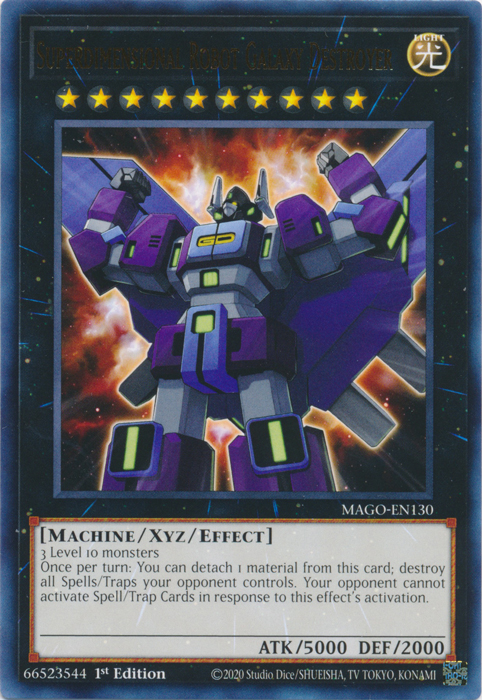 Superdimensional Robot Galaxy Destroyer
LIGHT
光
GD
MAGO-EN130
[Machine/Xyz/Effect]
3 Level 10 monsters
Once per turn: You can detach 1 material from this card; destroy
all Spells/Traps your opponent controls. Your opponent cannot
activate Spell/Trap Cards in response to this effect's activation.
ATK/5000 DEF/2000
66523544 1st Edition ©2020 Studio Dice/SHUEISHA, TV TOKYO, KONAMI